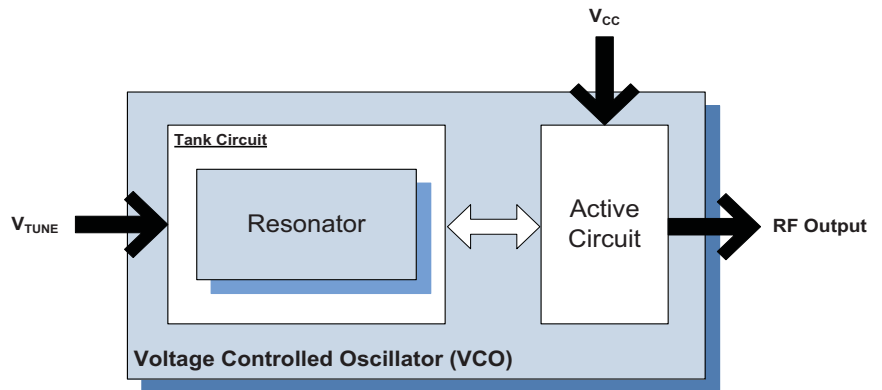 VCC
Tank Circuit
Resonator
Active
Circuit
VTUNE
RF Output
Voltage Controlled Oscillator (VCO)